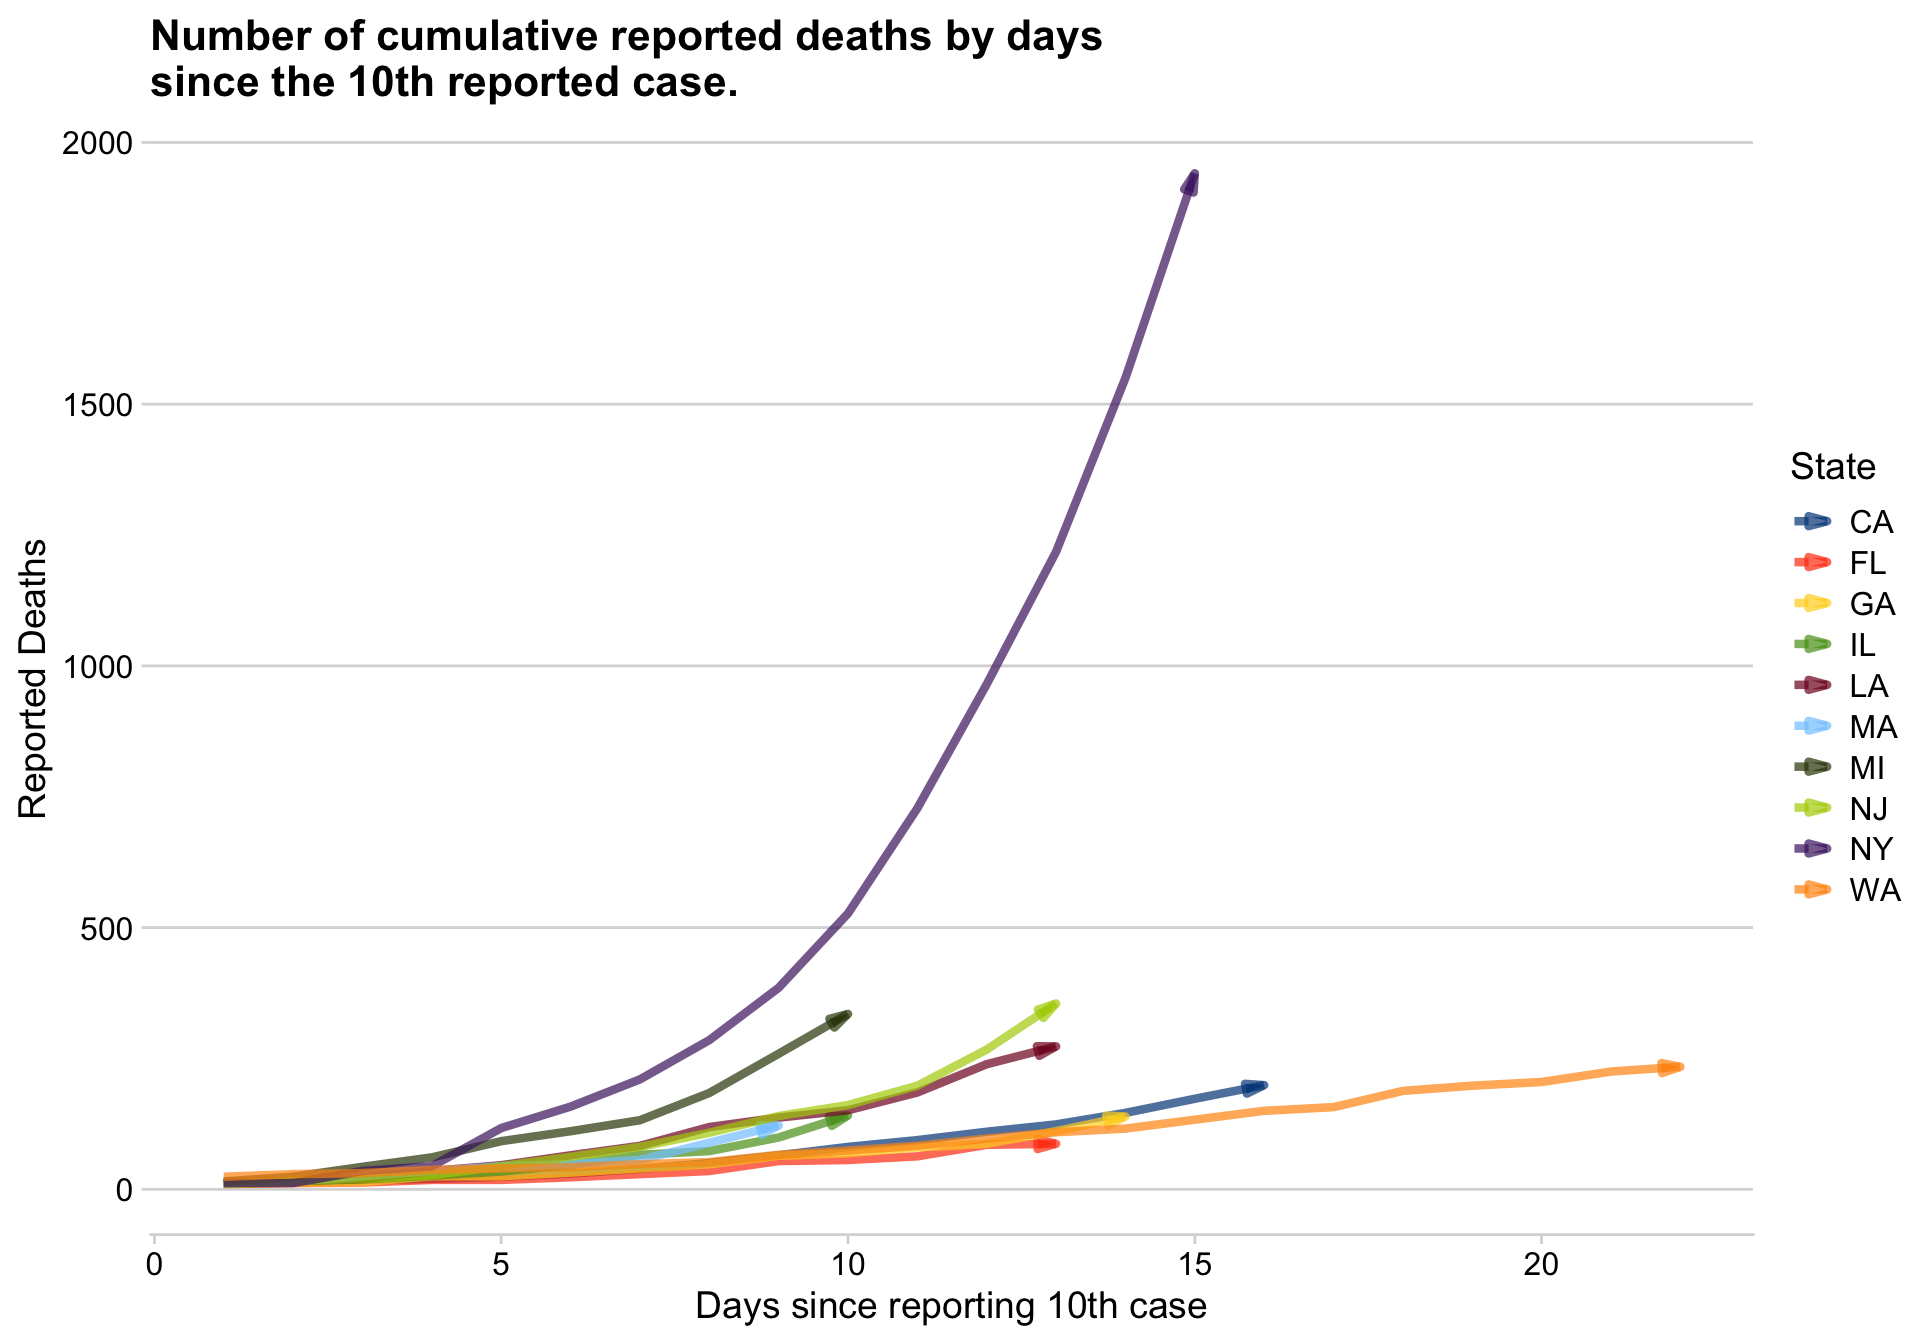 Number of cumulative reported deaths by days
since the 10th reported case.
2000
1500
1000
500
0
Reported Deaths
0 5 10 15 20
Days since reporting 10th case
State
CA
FL
GA
IL
LA
MA
MI
NJ
NY
WA